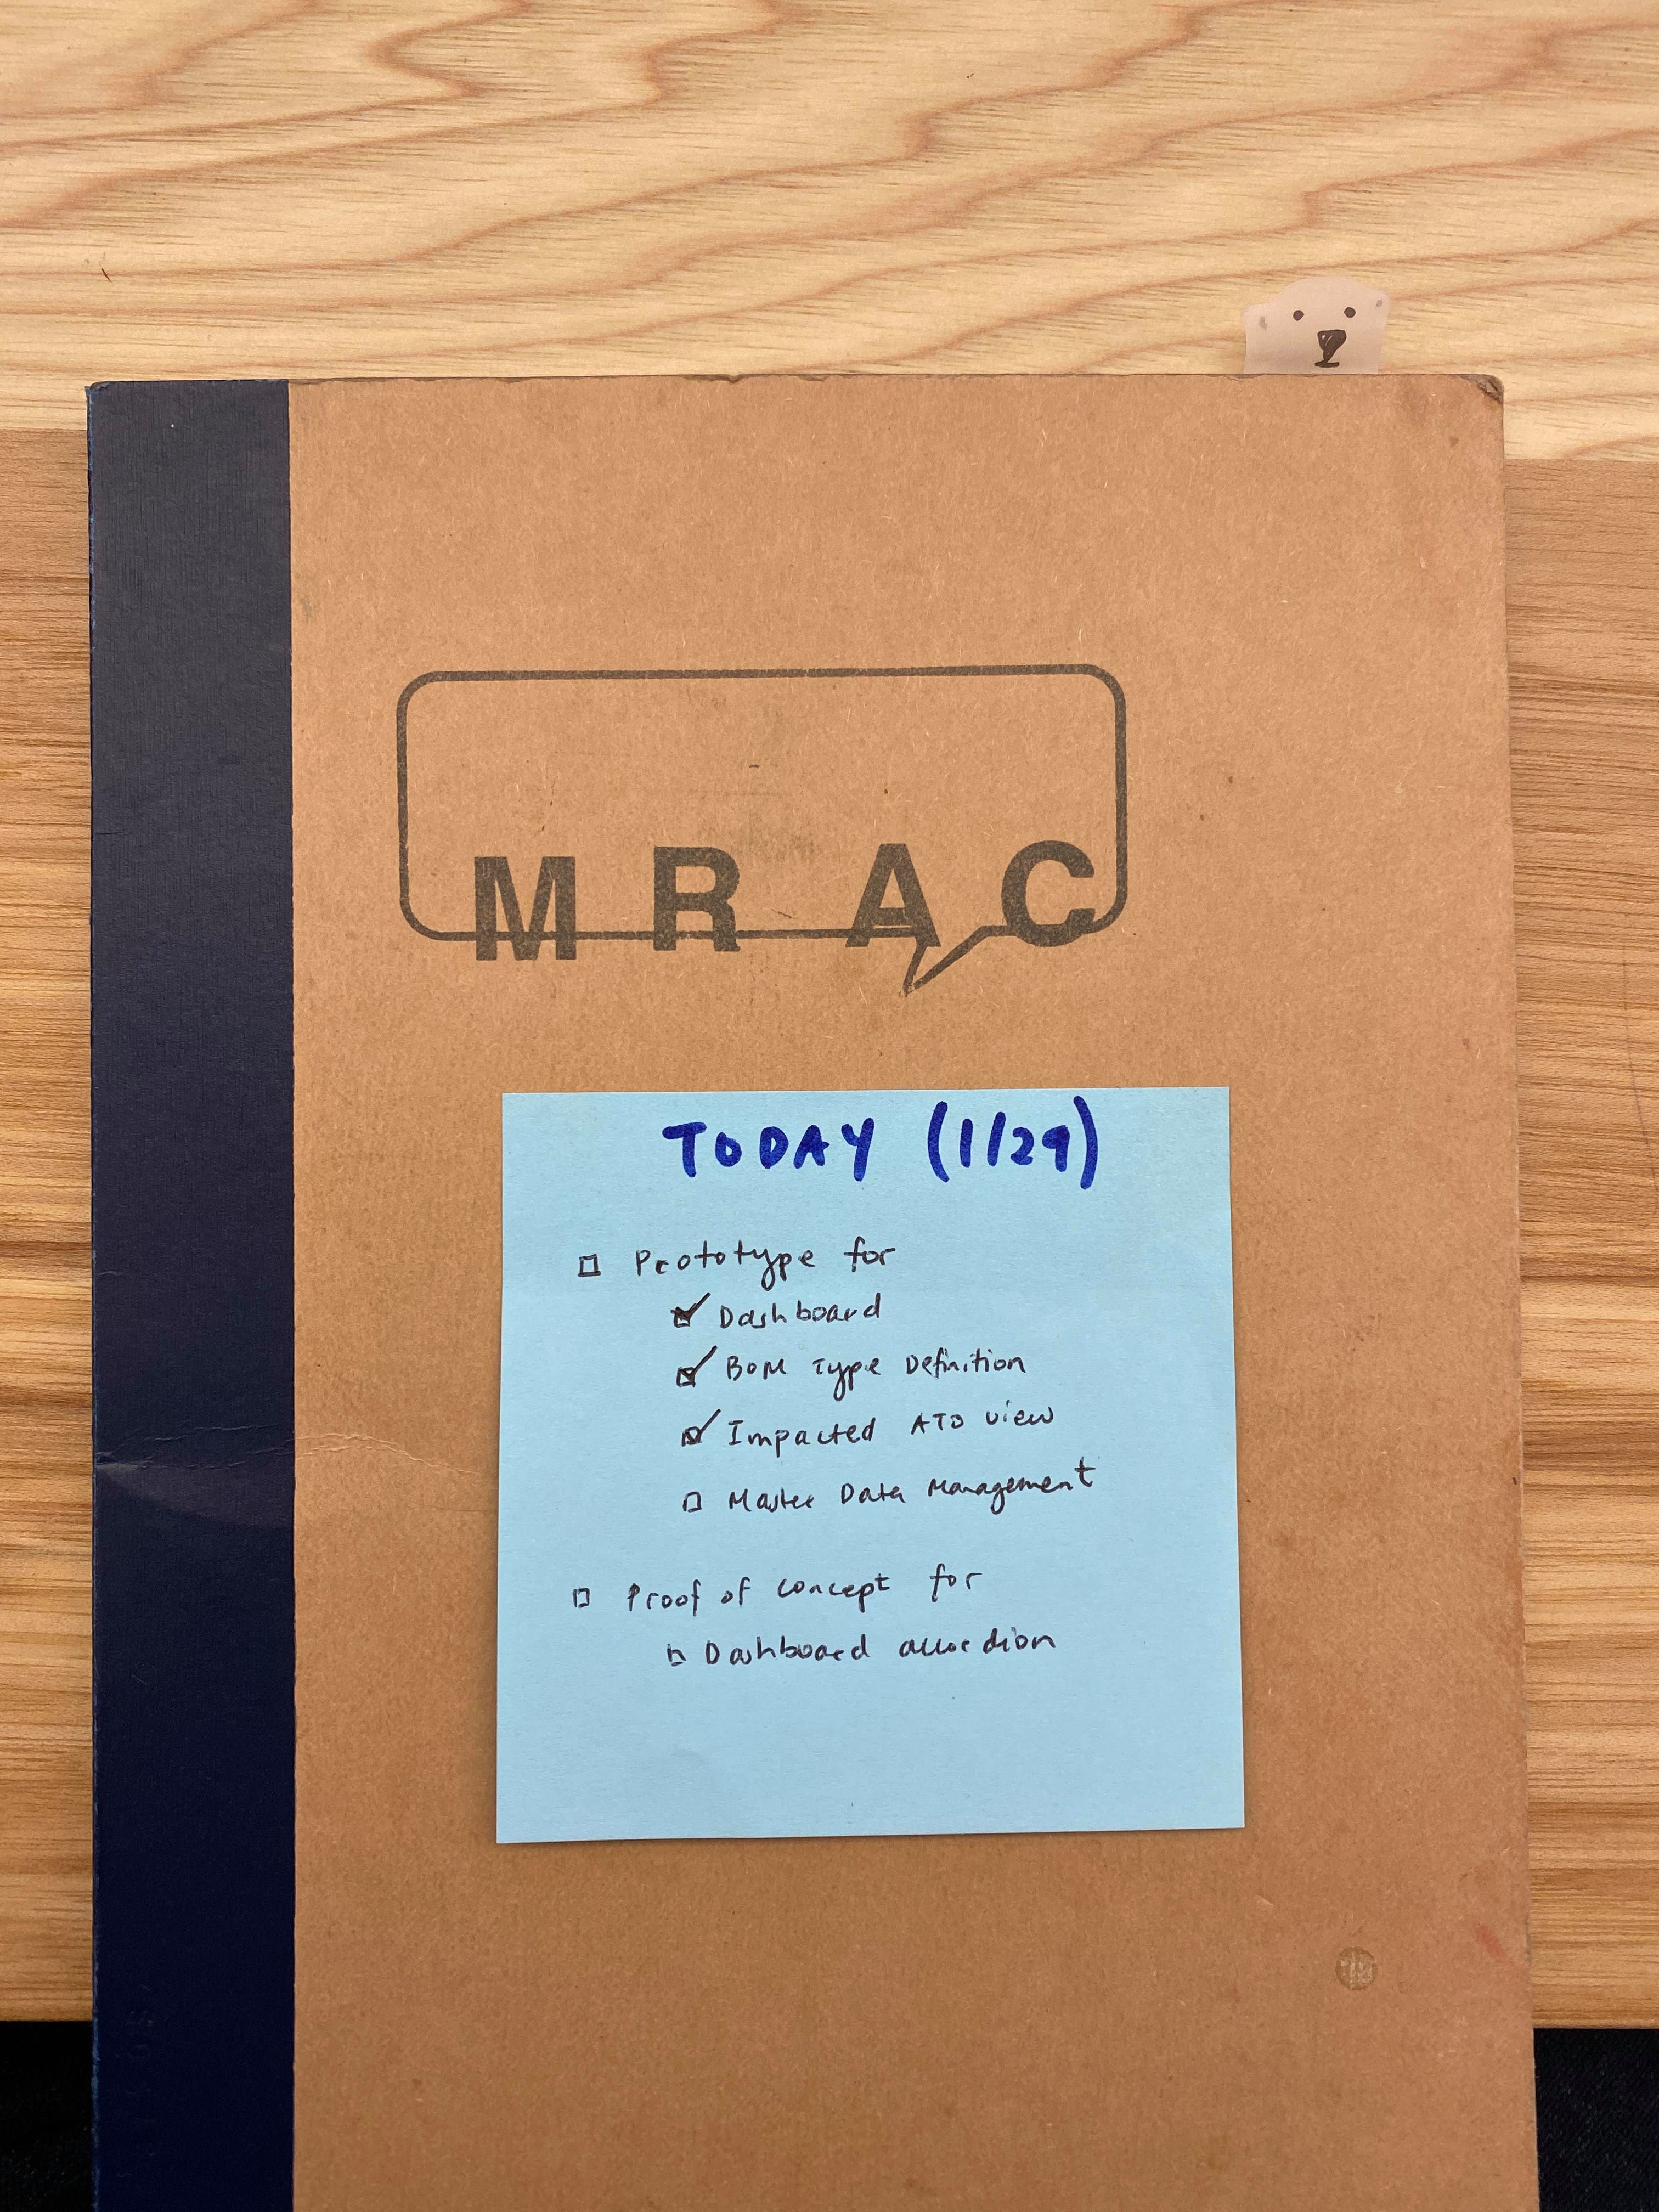 M R A C
TODAY (1/29)
Prototype for
Dashboard
BOM Type Definition
Impacted ATO view
Master Data Management
Proof of concept for
Dashboard accordion